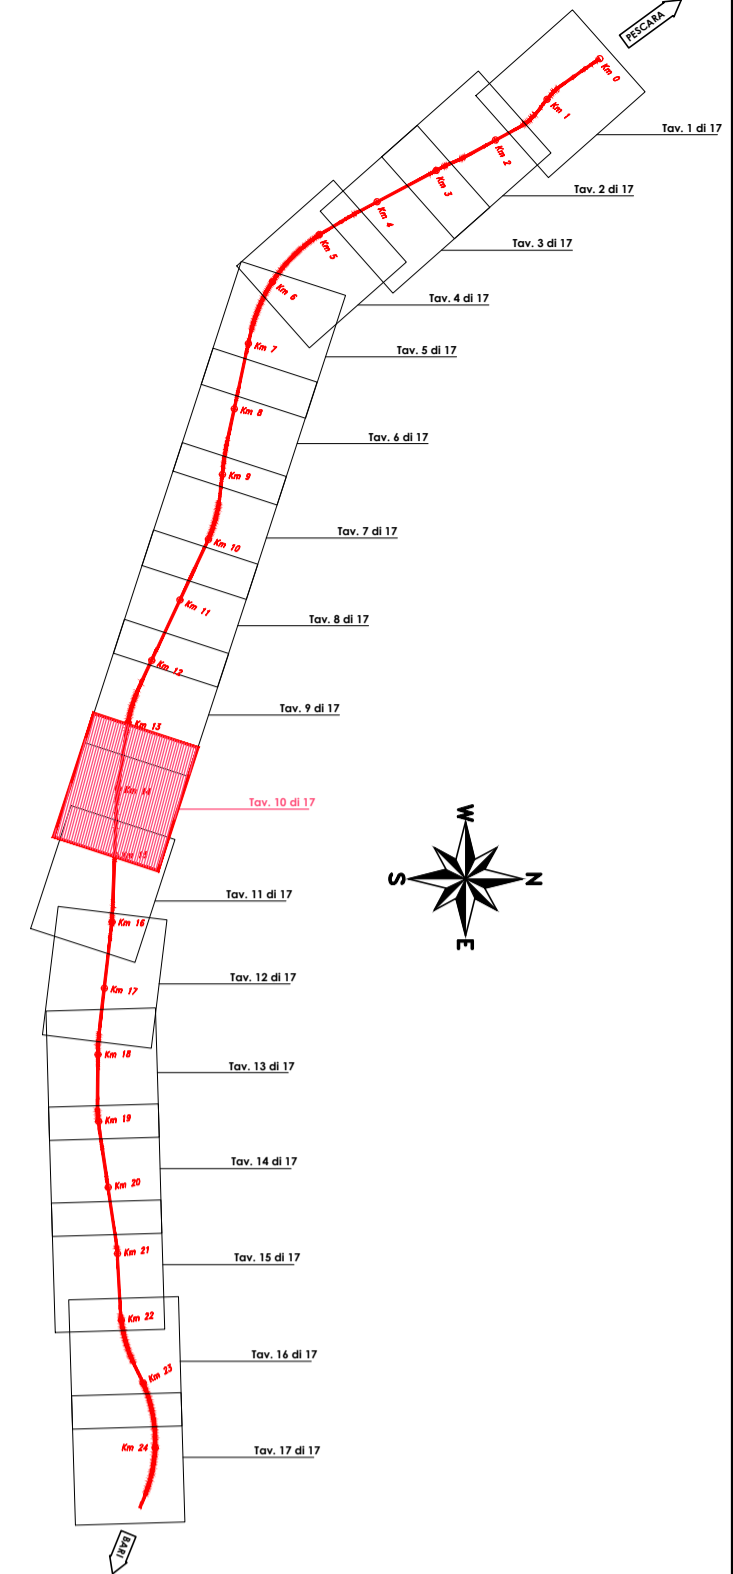 PESCARA
Km 0
Km 1
Tav. 1 di 17
Km 2
Km 3
Tav. 2 di 17
Km 4
Km 5
Tav. 3 di 17
Km 6
Tav. 4 di 17
Km 7
Tav. 5 di 17
Km 8
Tav. 6 di 17
Km 9
Tav. 7 di 17
Km 10
Km 11
Tav. 8 di 17
Km 12
Tav. 9 di 17
Km 13
Km 14
Tav. 10 di 17
W
Km 15
S
N
Tav. 11 di 17
Km 16
E
Tav. 12 di 17
Km 17
Km 18
Tav. 13 di 17
Km 19
Tav. 14 di 17
Km 20
Km 21
Tav. 15 di 17
Km 22
Tav. 16 di 17
Km 23
Km 24
Tav. 17 di 17
BARI